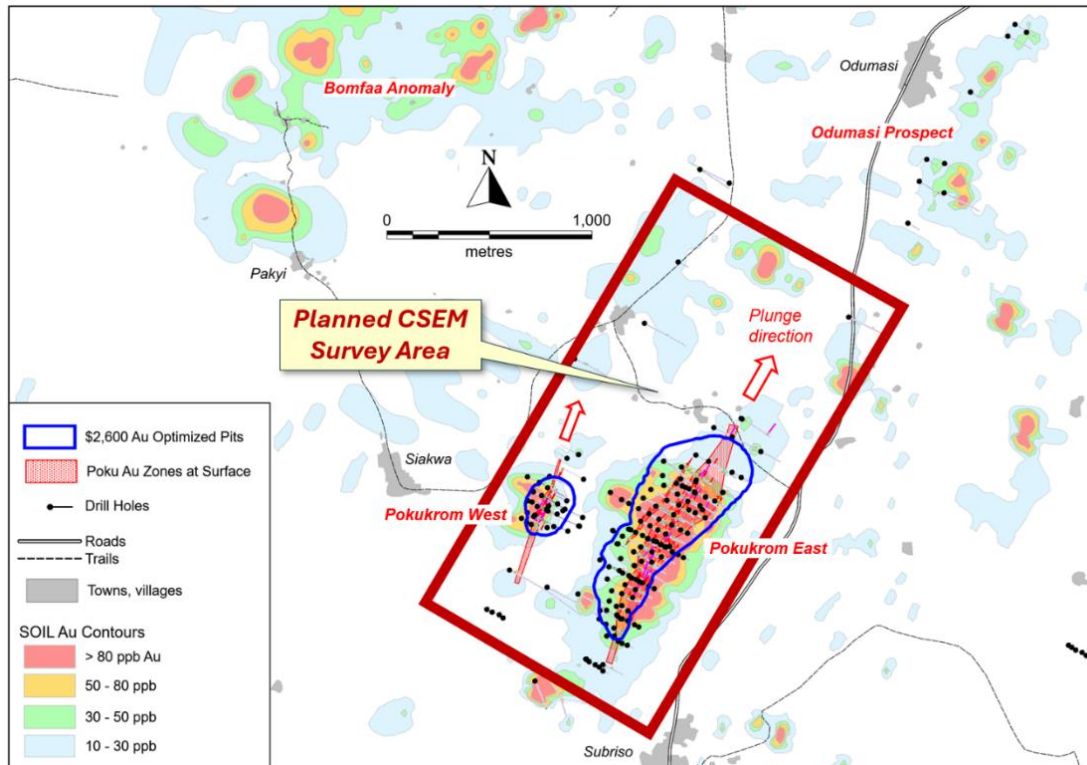 Bomfaa Anomaly
Odumasi
Odumasi Prospect
N
0
1,000
metres
Pakyi
Planned CSEM
Survey Area
Plunge
direction
Siakwa
Pokukrom West
Pokukrom East
Subriso
$2,600 Au Optimized Pits
Poku Au Zones at Surface
Drill Holes
Roads
Trails
Towns, villages
SOIL Au Contours
> 80 ppb Au
50 - 80 ppb
30 - 50 ppb
10 - 30 ppb